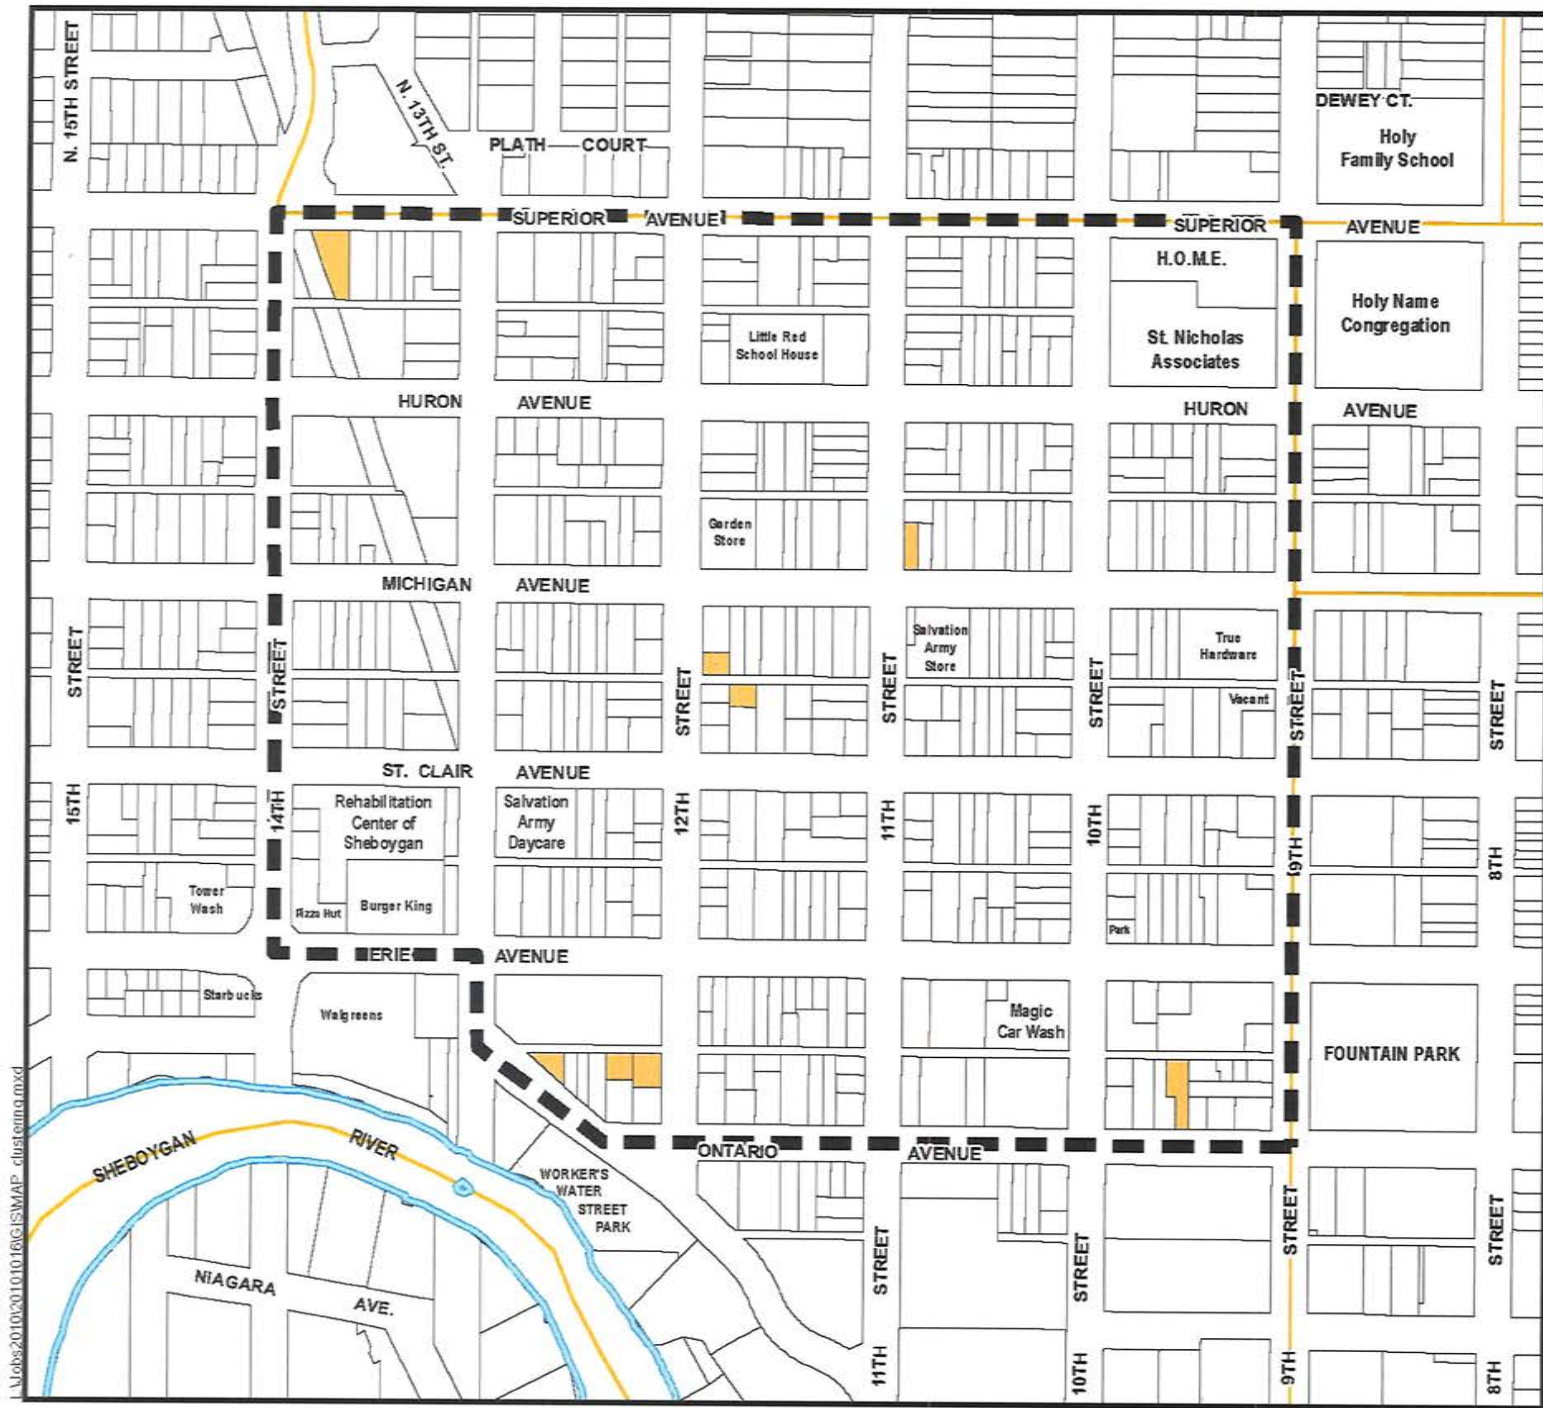 N. 15TH STREET
N. 13TH ST.
PLATH COURT
DEWEY CT.
Holy
Family School
SUPERIOR AVENUE
SUPERIOR AVENUE
H.O.M.E.
Holy Name
Congregation
Little Red
School House
St. Nicholas
Associates
HURON AVENUE
HURON AVENUE
Garden
Store
MICHIGAN AVENUE
Salvation
Army
Store
True
Hardware
Vacant
15TH STREET
14TH STREET
12TH STREET
11TH STREET
10TH STREET
9TH STREET
8TH STREET
ST. CLAIR AVENUE
Rehabilitation
Center of
Sheboygan
Salvation
Army
Daycare
Tower
Wash
Pizza Hut
Burger King
Park
ERIE AVENUE
Starbucks
Walgreens
Magic
Car Wash
FOUNTAIN PARK
SHEBOYGAN RIVER
ONTARIO AVENUE
WORKER'S
WATER
STREET
PARK
NIAGARA AVE.
11TH STREET
10TH STREET
9TH STREET
8TH STREET